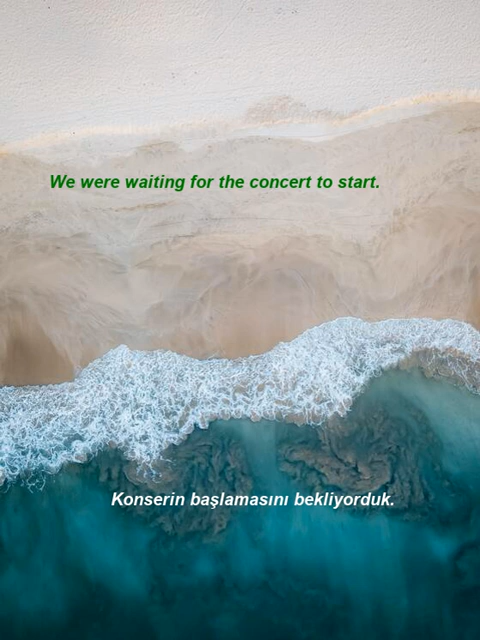 We were waiting for the concert to start.
Konserin başlamasını bekliyorduk.